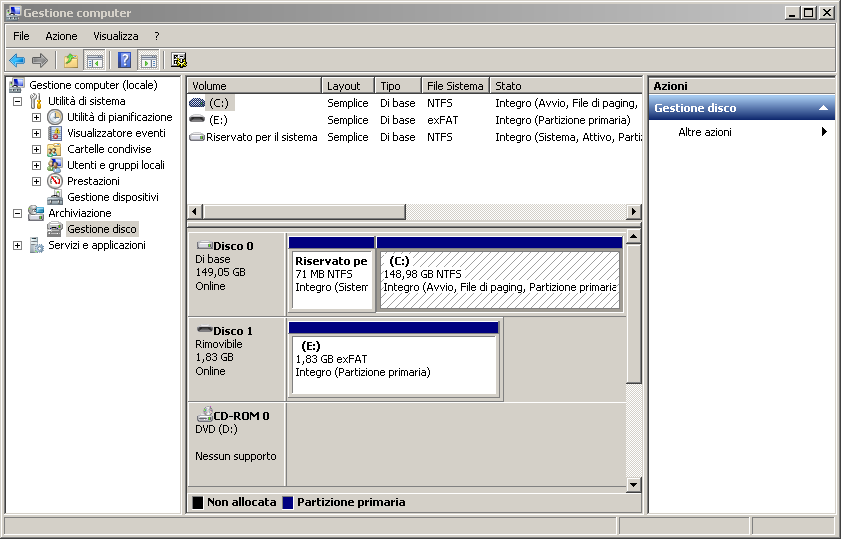 Gestione computer
File Azione Visualizza ?
Gestione computer (locale)
Utilità di sistema
Utilità di pianificazione
Visualizzatore eventi
Cartelle condivise
Utenti e gruppi locali
Prestazioni
Gestione dispositivi
Archiviazione
Gestione disco
Servizi e applicazioni
Volume Layout Tipo File Sistema Stato
(C:) Semplice Di base NTFS Integro (Avvio, File di paging,
(E:) Semplice Di base exFAT Integro (Partizione primaria)
Riservato per il sistema Semplice Di base NTFS Integro (Sistema, Attivo, Parti
Disco 0
Di base
149,05 GB
Online
Riservato pe
71 MB NTFS
Integro (Sistem
(C:)
148,98 GB NTFS
Integro (Avvio, File di paging, Partizione primaria
Disco 1
Rimovibile
1,83 GB
Online
(E:)
1,83 GB exFAT
Integro (Partizione primaria)
CD-ROM 0
DVD (D:)
Nessun supporto
Non allocata Partizione primaria
Azioni
Gestione disco
Altre azioni